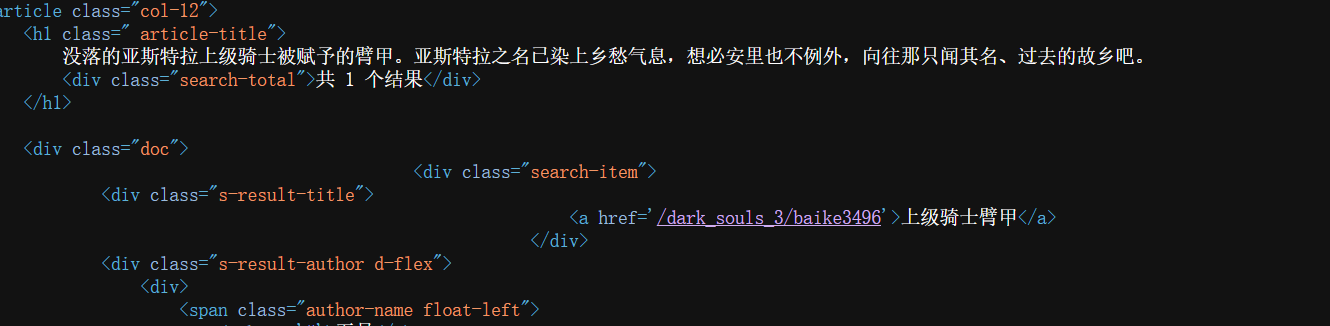 article class="col-12">
<h1 class=" article-title">
没落的亚斯特拉上级骑士被赋予的臂甲。亚斯特拉之名已染上乡愁气息，想必安里也不例外，向往那只闻其名、过去的故乡吧。
<div class="search-total">共 1 个结果</div>
</h1>
<div class="doc">
<div class="search-item">
<div class="s-result-title">
<a href='/dark_souls_3/baike3496'>上级骑士臂甲</a>
</div>
<div class="s-result-author d-flex">
<div>
<span class="author-name float-left">